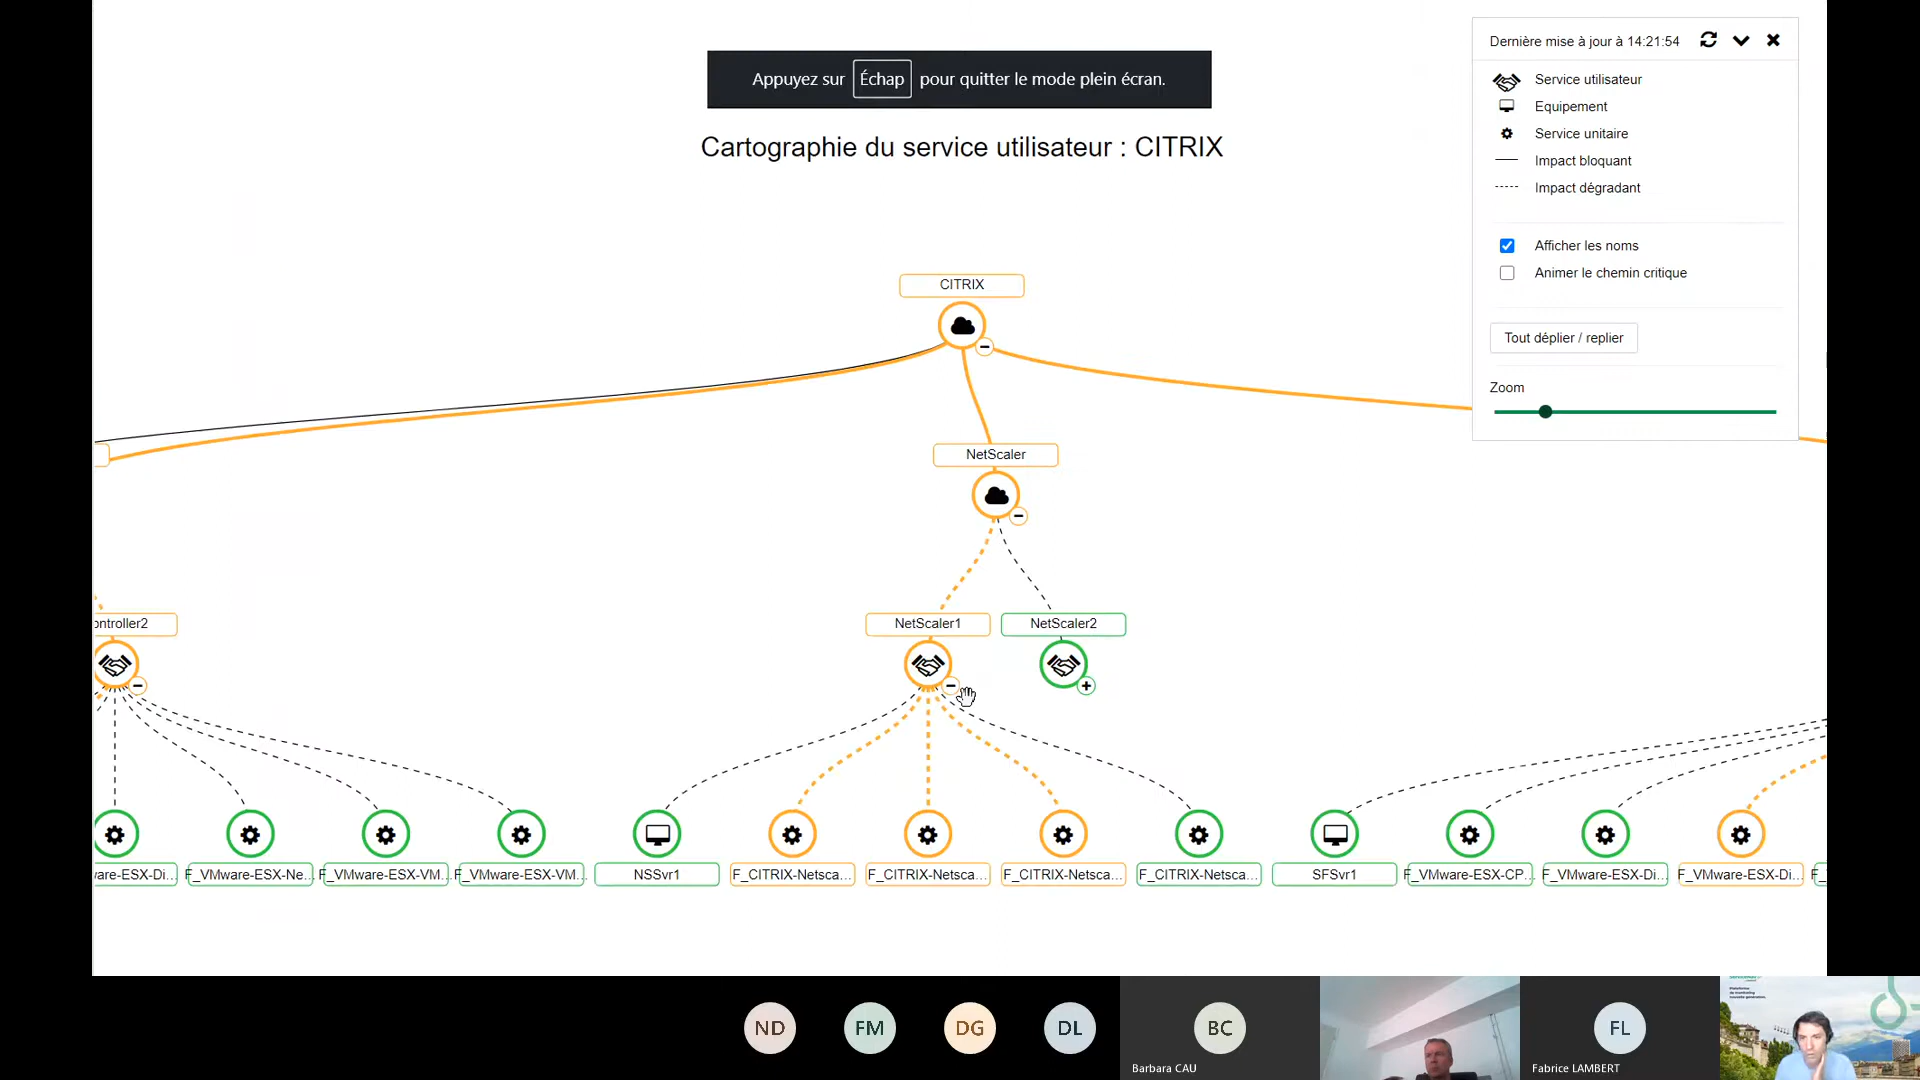 Appuyez sur Échap pour quitter le mode plein écran.
Cartographie du service utilisateur : CITRIX
Dernière mise à jour à 14:21:54
Service utilisateur
Equipement
Service unitaire
Impact bloquant
Impact dégradant
Afficher les noms
Animer le chemin critique
Tout déplier / replier
Zoom
CITRIX
NetScaler
ontroller2
NetScaler1
NetScaler2
are-ESX-Di...
F_VMware-ESX-Ne...
F_VMware-ESX-VM...
F_VMware-ESX-VM...
NSSvr1
F_CITRIX-Netsca...
F_CITRIX-Netsca...
F_CITRIX-Netsca...
F_CITRIX-Netsca...
SFSvr1
F_VMware-ESX-CP...
F_VMware-ESX-Di...
F_VMware-ESX-Di...
F_
ND
FM
DG
DL
BC
Barbara CAU
FL
Fabrice LAMBERT